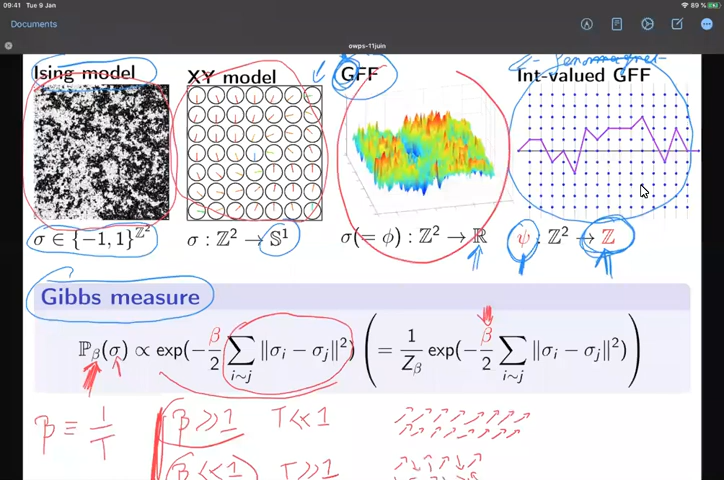 09:41 Tue 9 Jan
89 %
Documents
owps-11juin
Ising model
XY model
GFF
Int-valued GFF
σ ∈ {−1, 1}^{ℤ²}
σ : ℤ² → 𝕊¹
σ(= ϕ) : ℤ² → ℝ
ψ : ℤ² → ℤ
Gibbs measure
ℙ_β(σ) ∝ exp(−β/2 ∑_{i∼j} ‖σ_i − σ_j‖²) (= 1/Z_β exp(−β/2 ∑_{i∼j} ‖σ_i − σ_j‖²))
β ≡ 1/T
β >> 1 T << 1
β << 1 T >> 1